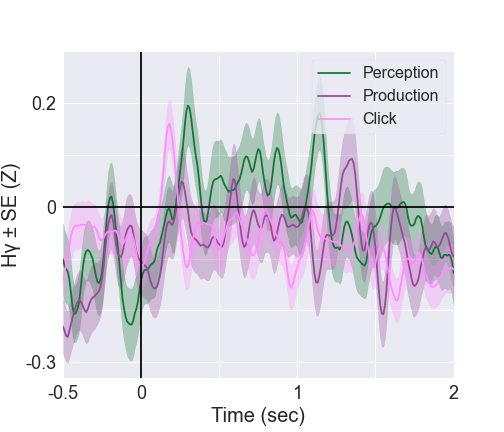 Perception
Production
Click
0.2
0
-0.3
Hγ ± SE (Z)
-0.5
0
1
2
Time (sec)